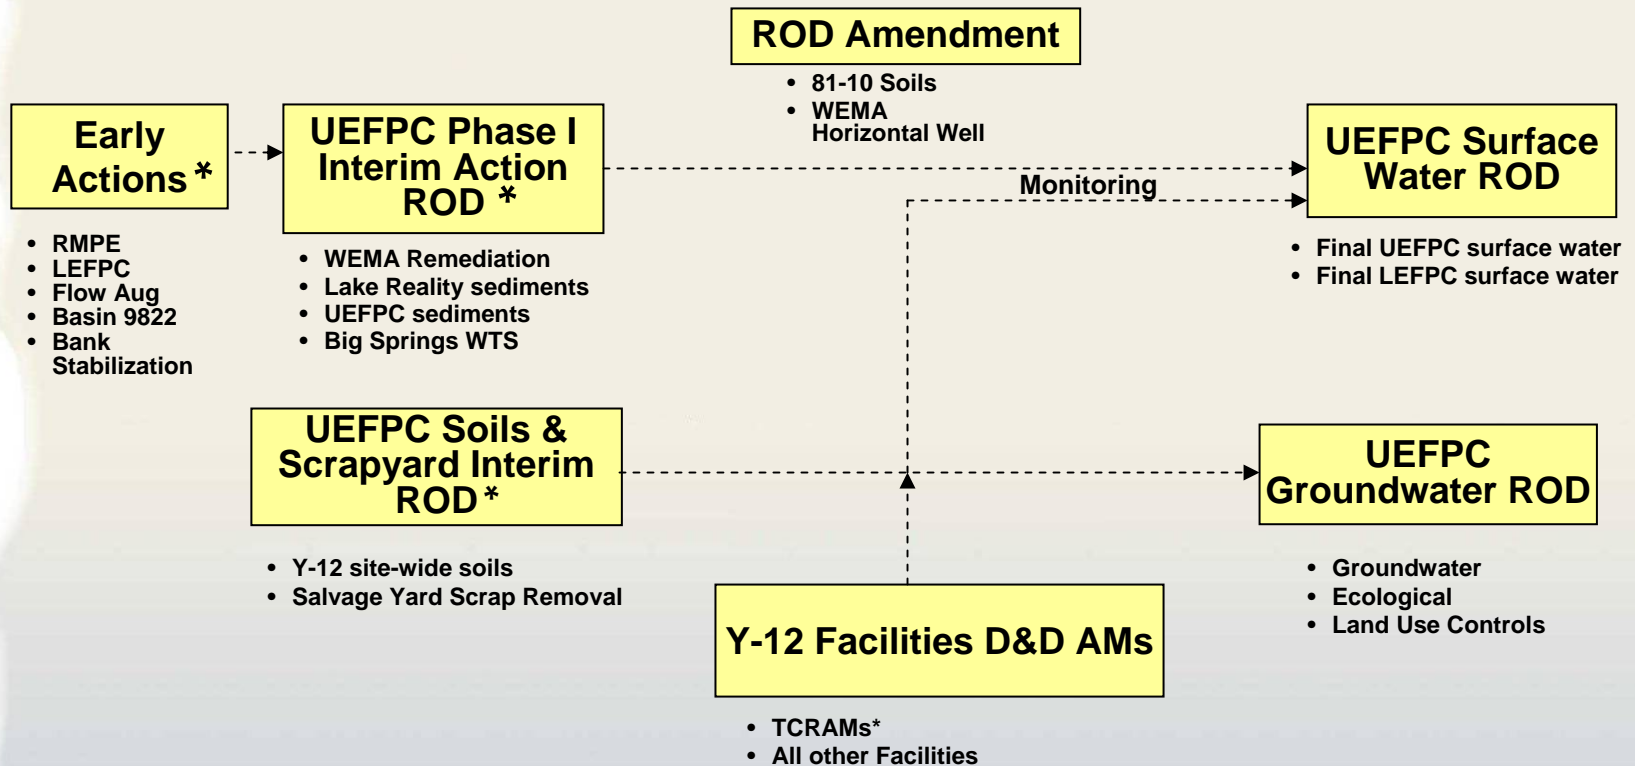 ROD Amendment
• 81-10 Soils
• WEMA
Horizontal Well
Early
Actions *
• RMPE
• LEFPC
• Flow Aug
• Basin 9822
• Bank
Stabilization
UEFPC Phase I
Interim Action
ROD *
• WEMA Remediation
• Lake Reality sediments
• UEFPC sediments
• Big Springs WTS
Monitoring
UEFPC Surface
Water ROD
• Final UEFPC surface water
• Final LEFPC surface water
UEFPC Soils &
Scrapyard Interim
ROD *
• Y-12 site-wide soils
• Salvage Yard Scrap Removal
UEFPC
Groundwater ROD
• Groundwater
• Ecological
• Land Use Controls
Y-12 Facilities D&D AMs
• TCRAMs*
• All other Facilities